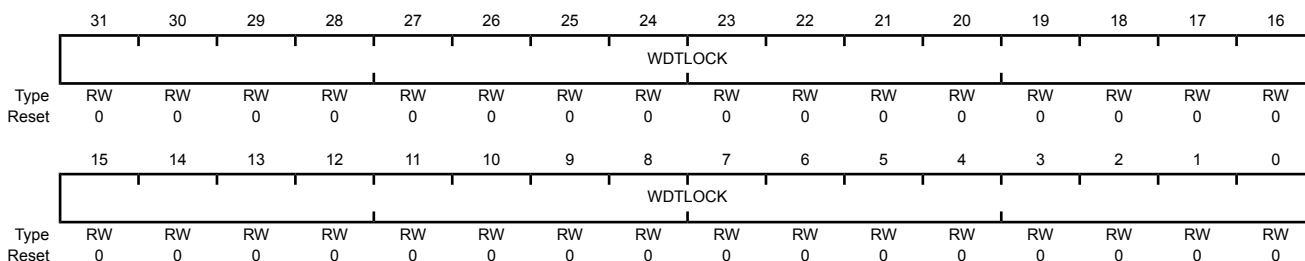 31 30 29 28 27 26 25 24 23 22 21 20 19 18 17 16
WDTLOCK
Type RW RW RW RW RW RW RW RW RW RW RW RW RW RW RW RW
Reset 0 0 0 0 0 0 0 0 0 0 0 0 0 0 0 0
15 14 13 12 11 10 9 8 7 6 5 4 3 2 1 0
WDTLOCK
Type RW RW RW RW RW RW RW RW RW RW RW RW RW RW RW RW
Reset 0 0 0 0 0 0 0 0 0 0 0 0 0 0 0 0